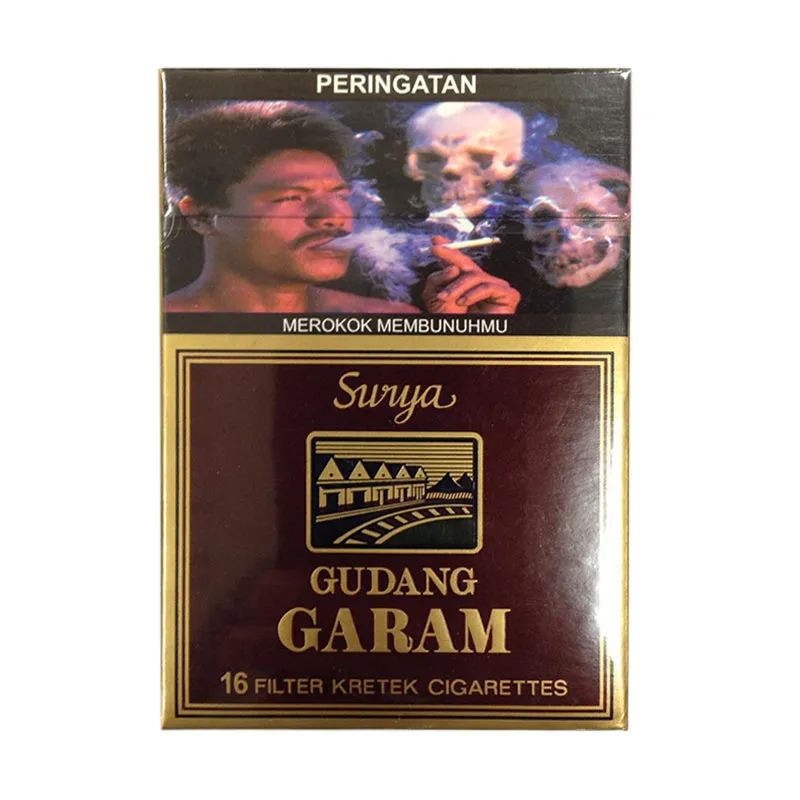 PERINGATAN
MEROKOK MEMBUNUHMU
Surya
GUDANG
GARAM
16 FILTER KRETEK CIGARETTES